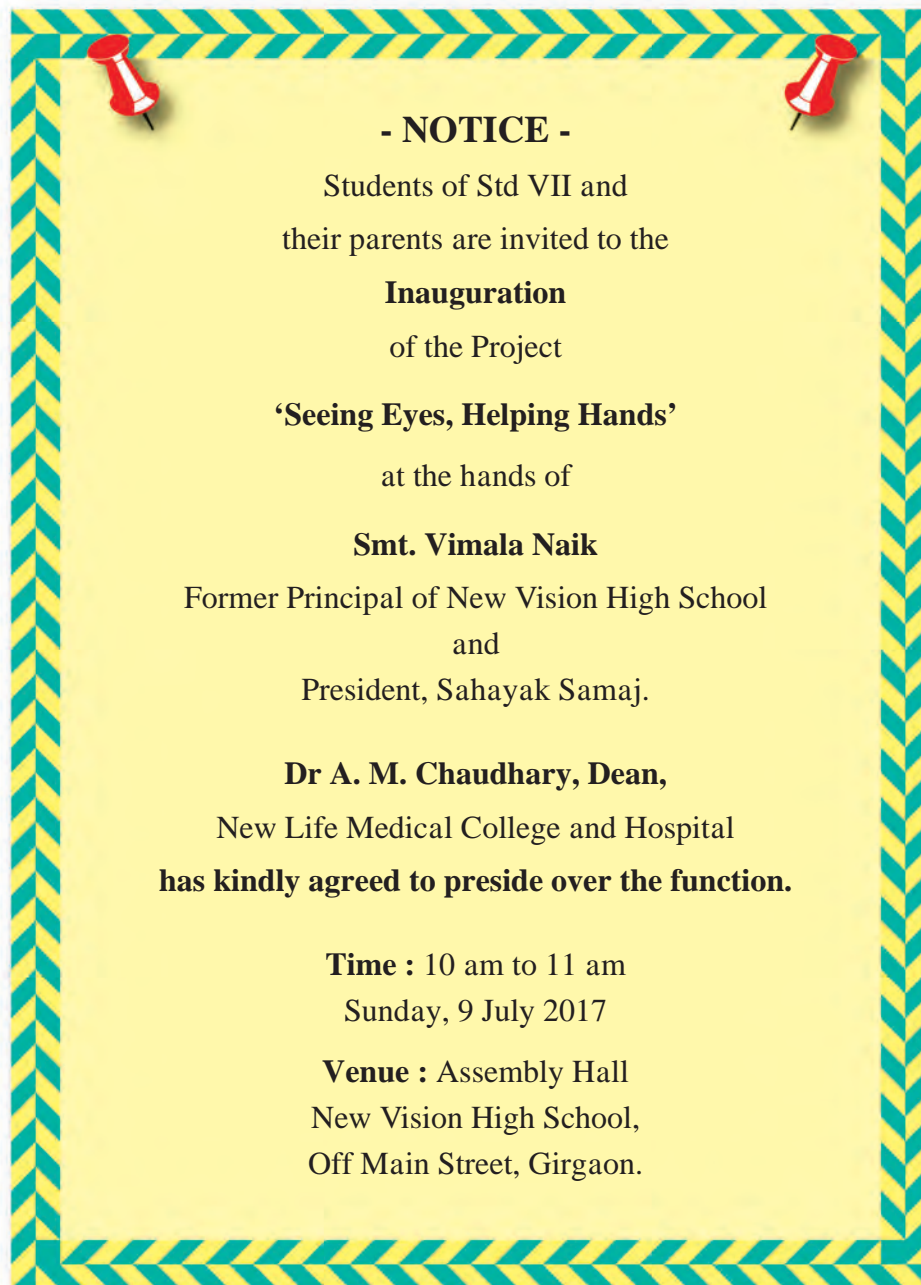 - NOTICE -
Students of Std VII and
their parents are invited to the
Inauguration
of the Project
‘Seeing Eyes, Helping Hands’
at the hands of
Smt. Vimala Naik
Former Principal of New Vision High School
and
President, Sahayak Samaj.
Dr A. M. Chaudhary, Dean,
New Life Medical College and Hospital
has kindly agreed to preside over the function.
Time : 10 am to 11 am
Sunday, 9 July 2017
Venue : Assembly Hall
New Vision High School,
Off Main Street, Girgaon.